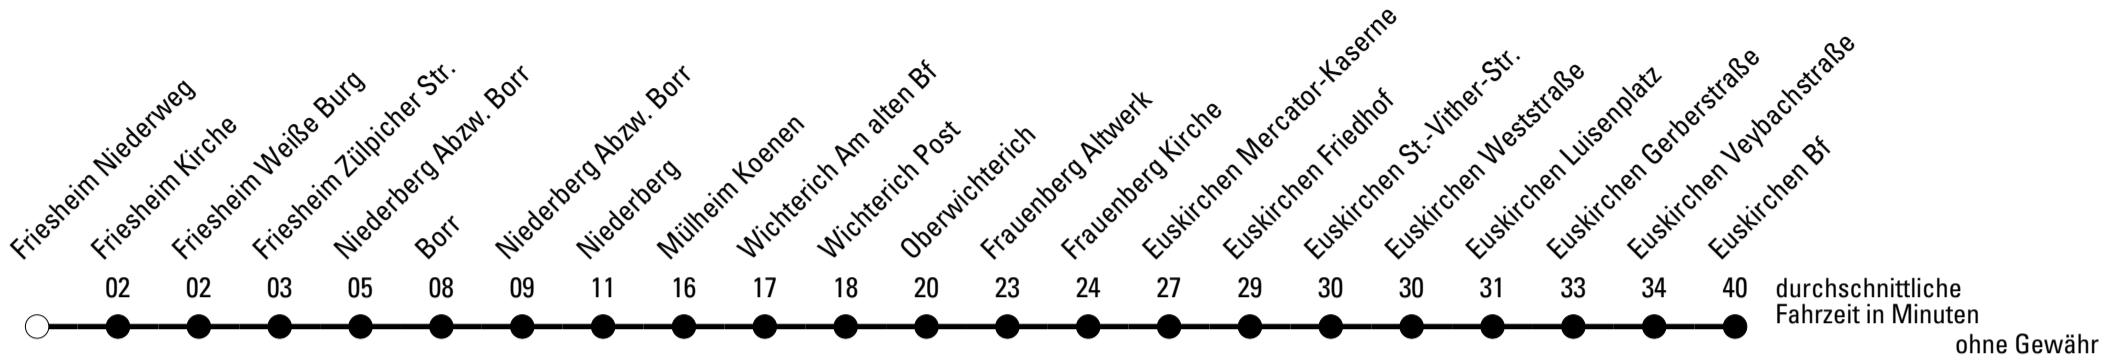 Friesheim Niederweg
Friesheim Kirche
Friesheim Weiße Burg
Friesheim Zülpicher Str.
Niederberg Abzw. Borr
Borr
Niederberg Abzw. Borr
Niederberg
Mülheim Koenen
Wichterich Am alten Bf
Wichterich Post
Oberwichterich
Frauenberg Altwerk
Frauenberg Kirche
Euskirchen Mercator-Kaserne
Euskirchen Friedhof
Euskirchen St.-Vither-Str.
Euskirchen Weststraße
Euskirchen Luisenplatz
Euskirchen Gerberstraße
Euskirchen Veybachstraße
Euskirchen Bf
02 02 03 05 08 09 11 16 17 18 20 23 24 27 29 30 30 31 33 34 40
durchschnittliche
Fahrzeit in Minuten
ohne Gewähr